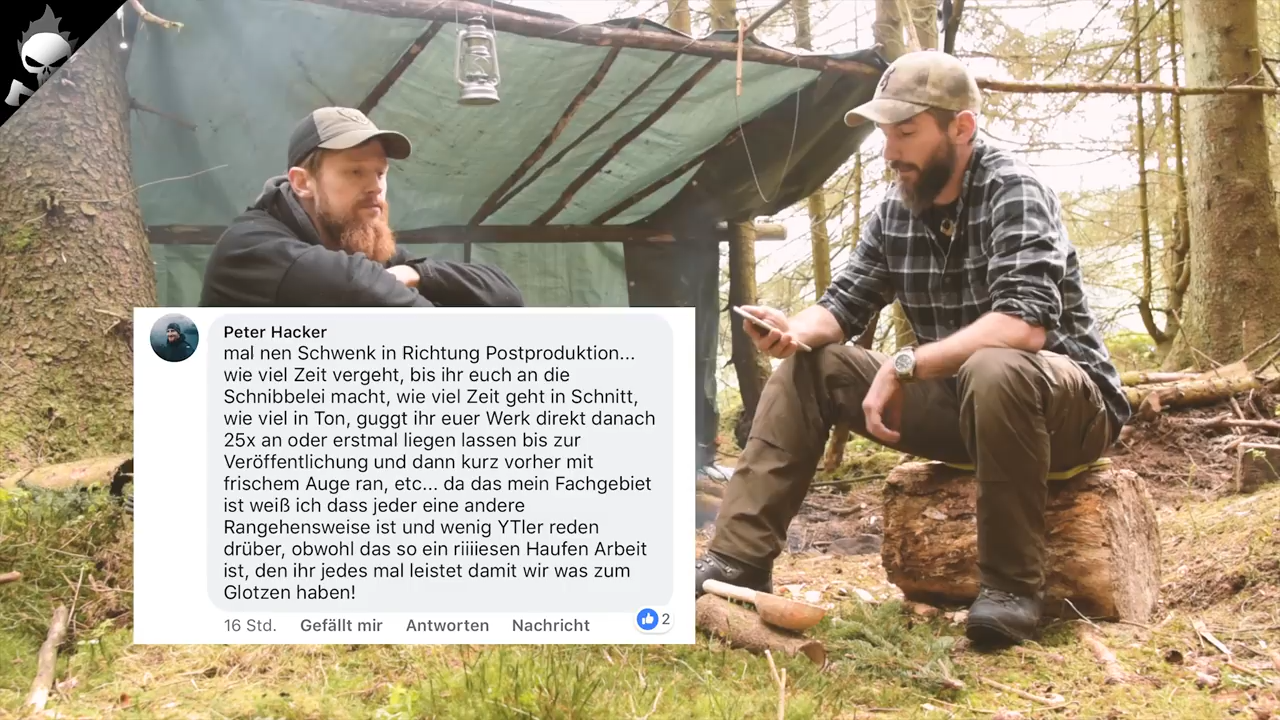 Peter Hacker
mal nen Schwenk in Richtung Postproduktion...
wie viel Zeit vergeht, bis ihr euch an die
Schnibbelei macht, wie viel Zeit geht in Schnitt,
wie viel in Ton, guggt ihr euer Werk direkt danach
25x an oder erstmal liegen lassen bis zur
Veröffentlichung und dann kurz vorher mit
frischem Auge ran, etc... da das mein Fachgebiet
ist weiß ich dass jeder eine andere
Rangehensweise ist und wenig YTler reden
drüber, obwohl das so ein riiiiesen Haufen Arbeit
ist, den ihr jedes mal leistet damit wir was zum
Glotzen haben!
16 Std. Gefällt mir Antworten Nachricht 2